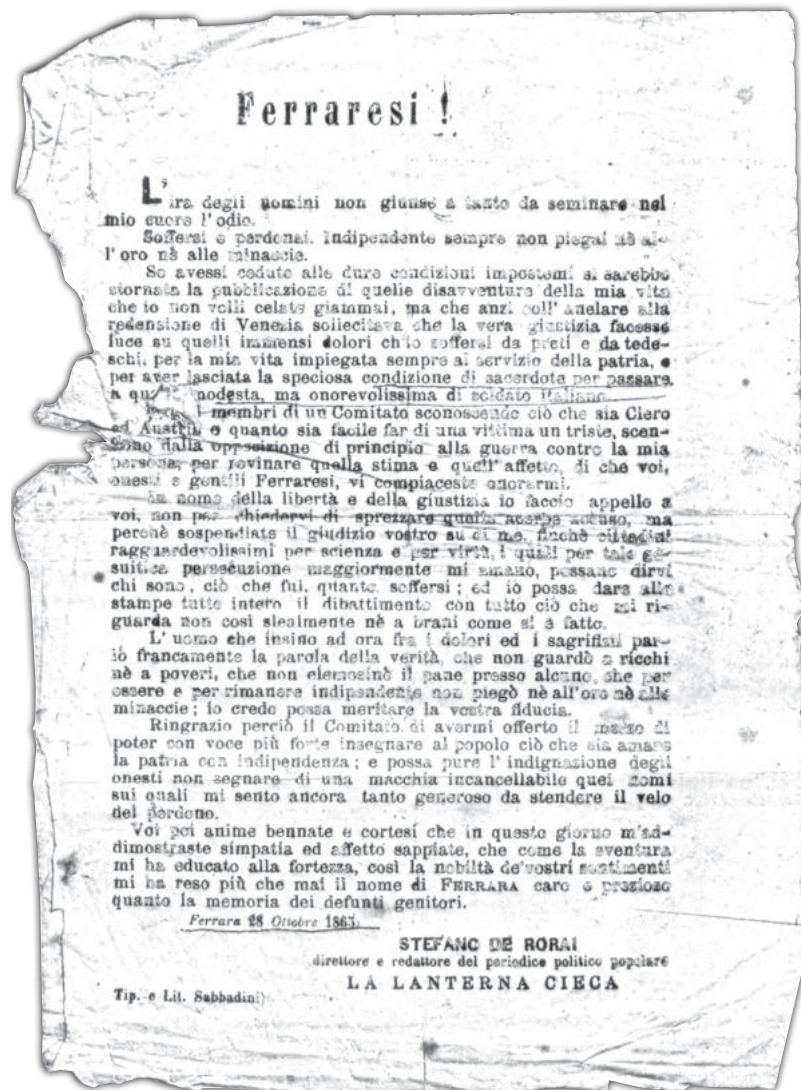 Ferraresi !
L'ira degli uomini non giunse a tanto da seminare nel
mio cuore l'odio.
Soffersi e perdonai. Indipendente sempre non piegai nè al-
l'oro nè alle minaccie.
Se avessi ceduto alle dure condizioni impostemi si sarebbe
stornata la pubblicazione di quelle disavventure della mia vita
che io non volli celate giammai, ma che anzi coll'anelare alla
redensione di Venezia sollecitava che la vera giustizia facesse
luce su quelli immensi dolori ch'io soffersi da preti e da tede-
schi, per la mia vita impiegata sempre al servizio della patria, e
per aver lasciata la speciosa condizione di sacerdote per passare
a modesta, ma onorevolissima di soldato italiano.
i membri di un Comitato sconoscendo ciò che sia Clero
ed Austria e quanto sia facile far di una vittima un triste, scen-
dono dalla opposizione di principio alla guerra contro la mia
persona, per rovinare quella stima e quell'affetto, di che voi,
onesti e gentili Ferraresi, vi compiaceste onorarmi.
In nome della libertà e della giustizia io faccio appello a
voi, non per chiedervi di sprezzare quelle acerbe accuse, ma
perchè sospendiate il giudizio vostro su di me, finchè cittadini
ragguardevolissimi per scienza e per virtù, i quali per tale ge-
suitica persecuzione maggiormente mi amano, possano dirvi
chi sono, ciò che fui, quanto soffersi; ed io possa dare alle
stampe tutto intero il dibattimento con tutto ciò che mi ri-
guarda non così slealmente nè a brani come si è fatto.
L'uomo che insino ad ora fra i dolori ed i sagrifizi par-
lò francamente la parola della verità, che non guardò a ricchi
nè a poveri, che non elemosinò il pane presso alcuno, che per
essere e per rimanere indipendente non piegò nè all'oro nè alle
minaccie; io credo possa meritare la vostra fiducia.
Ringrazio perciò il Comitato di avermi offerto il mezzo di
poter con voce più forte insegnare al popolo ciò che sia amare
la patria con indipendenza; e possa pure l'indignazione degli
onesti non segnare di una macchia incancellabile quei nomi
sui quali mi sento ancora tanto generoso da stendere il velo
del perdono.
Voi poi anime bennate e cortesi che in questo giorno m'ad-
dimostraste simpatia ed affetto sappiate, che come la sventura
mi ha educato alla fortezza, così la nobiltà de'vostri sentimenti
mi ha reso più che mai il nome di FERRARA caro e prezioso
quanto la memoria dei defunti genitori.
Ferrara 28 Ottobre 1865.
STEFANO DE RORAI
direttore e redattore del periodico politico popolare
LA LANTERNA CIECA
Tip. e Lit. Sabbadini)